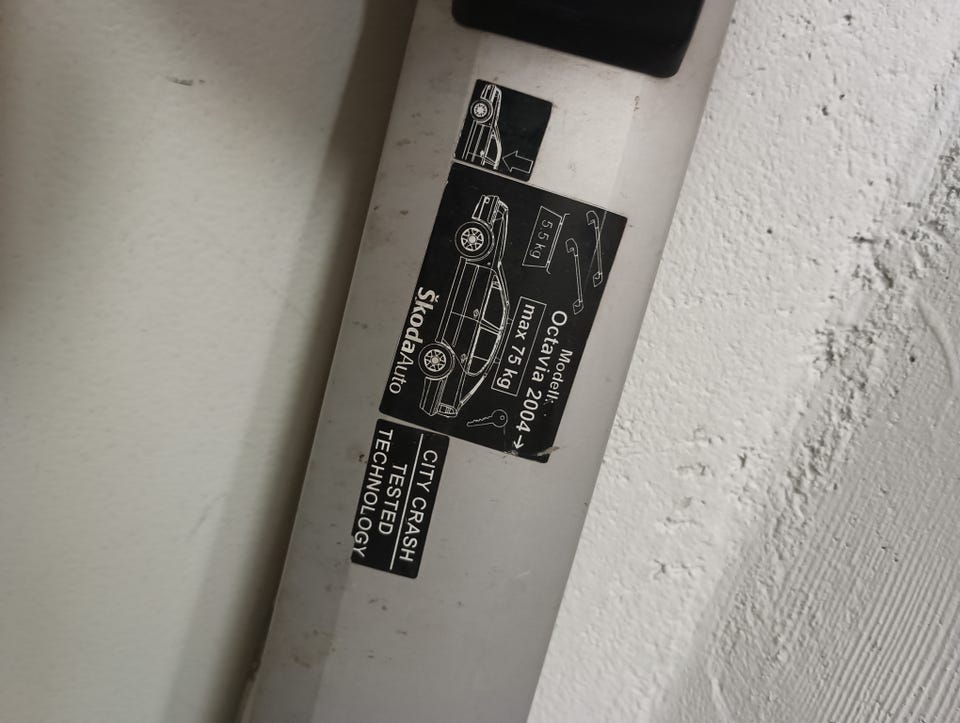 Modell:
Octavia 2004→
max 75 kg
5.5 kg
ŠkodaAuto
CITY CRASH
TESTED
TECHNOLOGY